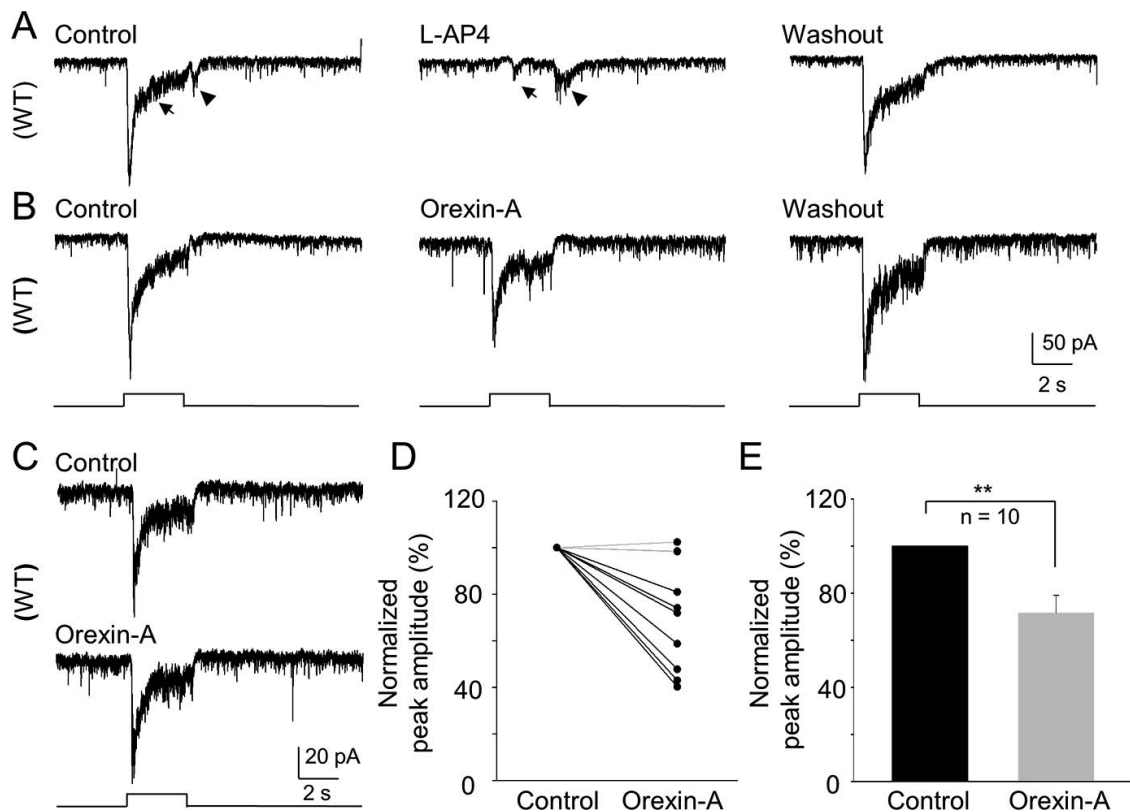 A
Control
L-AP4
Washout
(WT)
B
Control
Orexin-A
Washout
(WT)
50 pA
2 s
C
Control
(WT)
Orexin-A
20 pA
2 s
D
Normalized
peak amplitude (%)
120
80
40
0
Control
Orexin-A
E
Normalized
peak amplitude (%)
120
80
40
0
**
n = 10
Control
Orexin-A